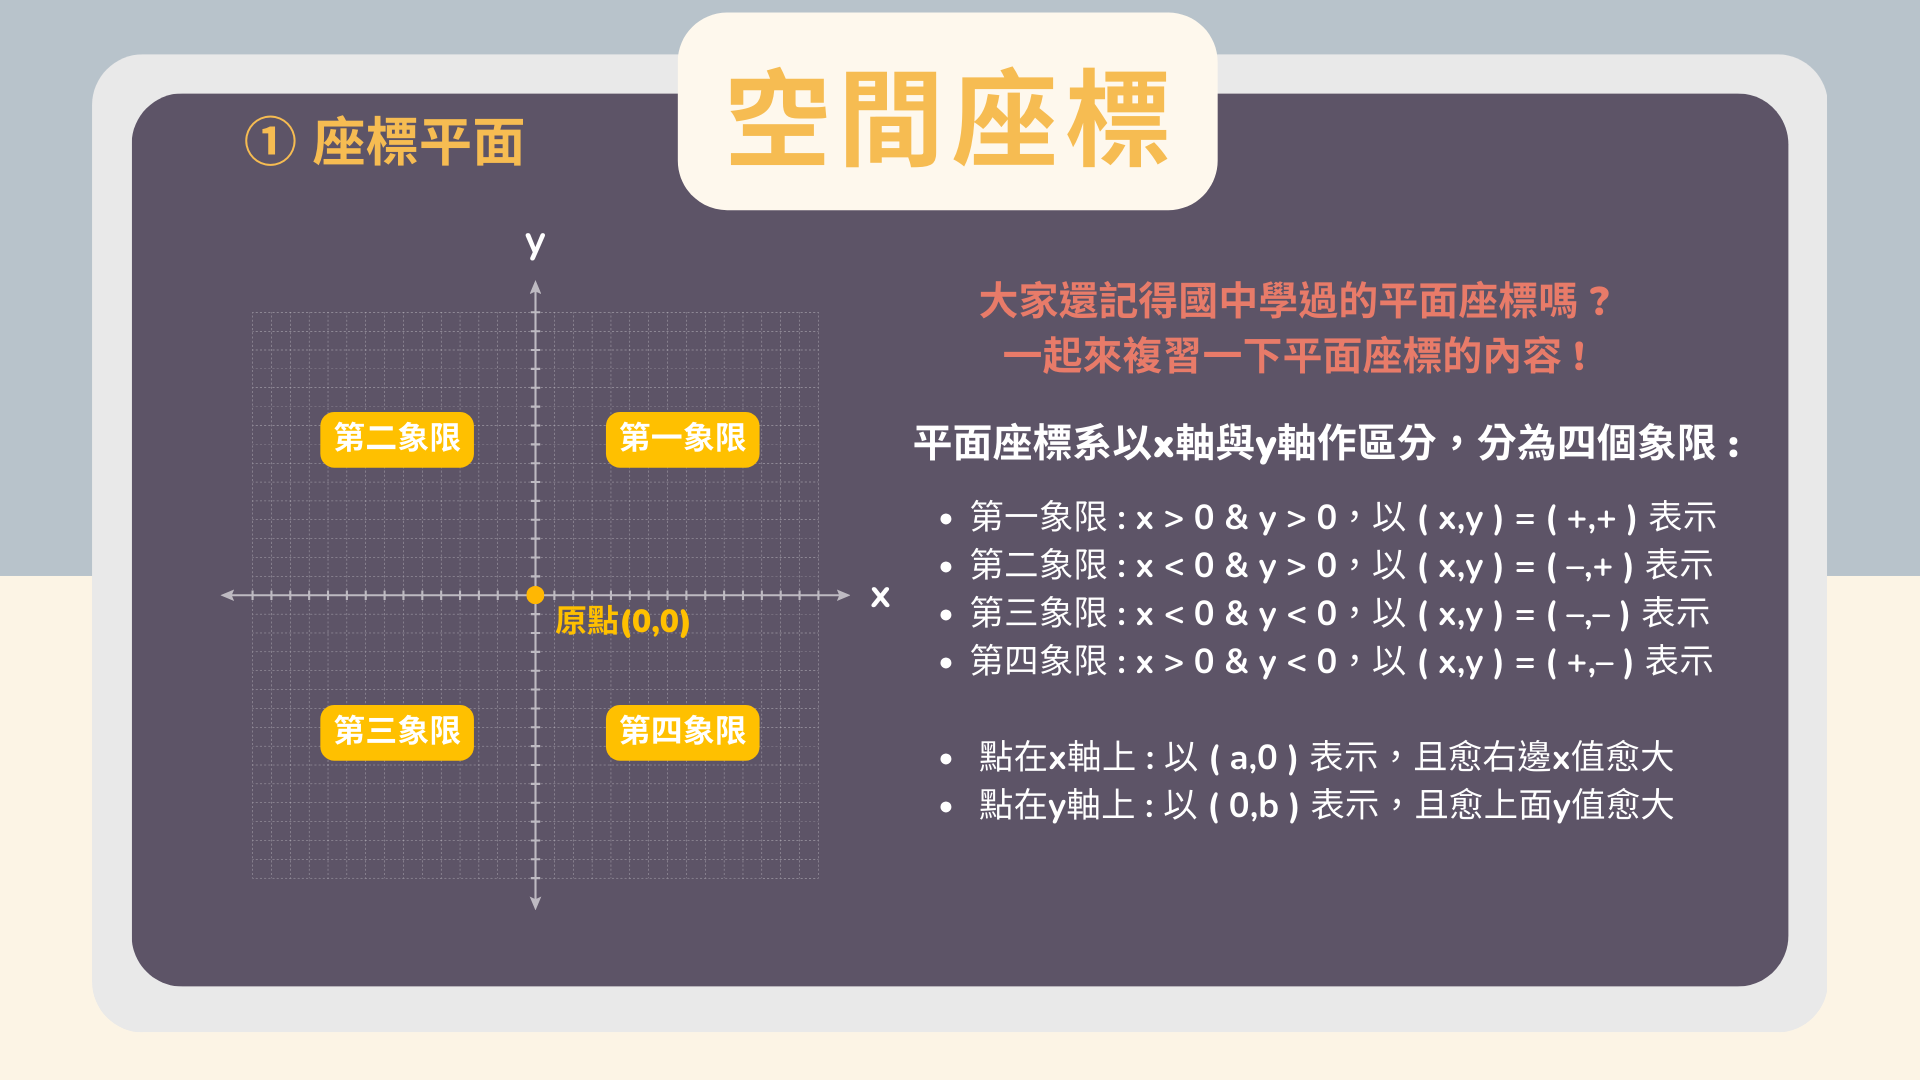 空間座標
① 座標平面
y
x
第二象限
第一象限
原點(0,0)
第三象限
第四象限
大家還記得國中學過的平面座標嗎？
一起來複習一下平面座標的內容！
平面座標系以x軸與y軸作區分，分為四個象限：
• 第一象限 : x > 0 & y > 0，以 ( x,y ) = ( +,+ ) 表示
• 第二象限 : x < 0 & y > 0，以 ( x,y ) = ( –,+ ) 表示
• 第三象限 : x < 0 & y < 0，以 ( x,y ) = ( –,– ) 表示
• 第四象限 : x > 0 & y < 0，以 ( x,y ) = ( +,– ) 表示
• 點在x軸上 : 以 ( a,0 ) 表示，且愈右邊x值愈大
• 點在y軸上 : 以 ( 0,b ) 表示，且愈上面y值愈大